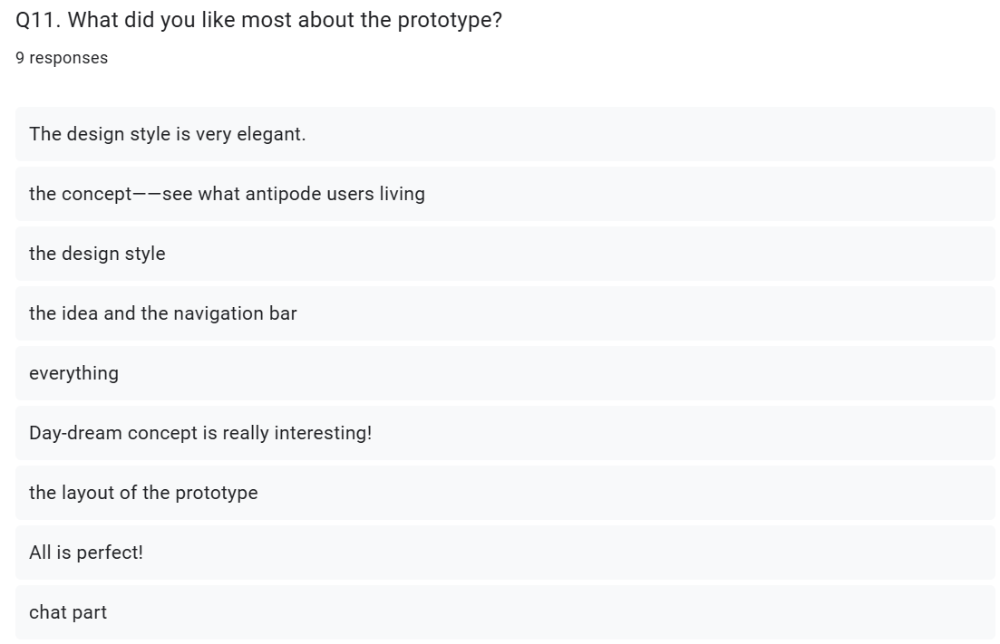 Q11. What did you like most about the prototype?
9 responses
The design style is very elegant.
the concept——see what antipode users living
the design style
the idea and the navigation bar
everything
Day-dream concept is really interesting!
the layout of the prototype
All is perfect!
chat part